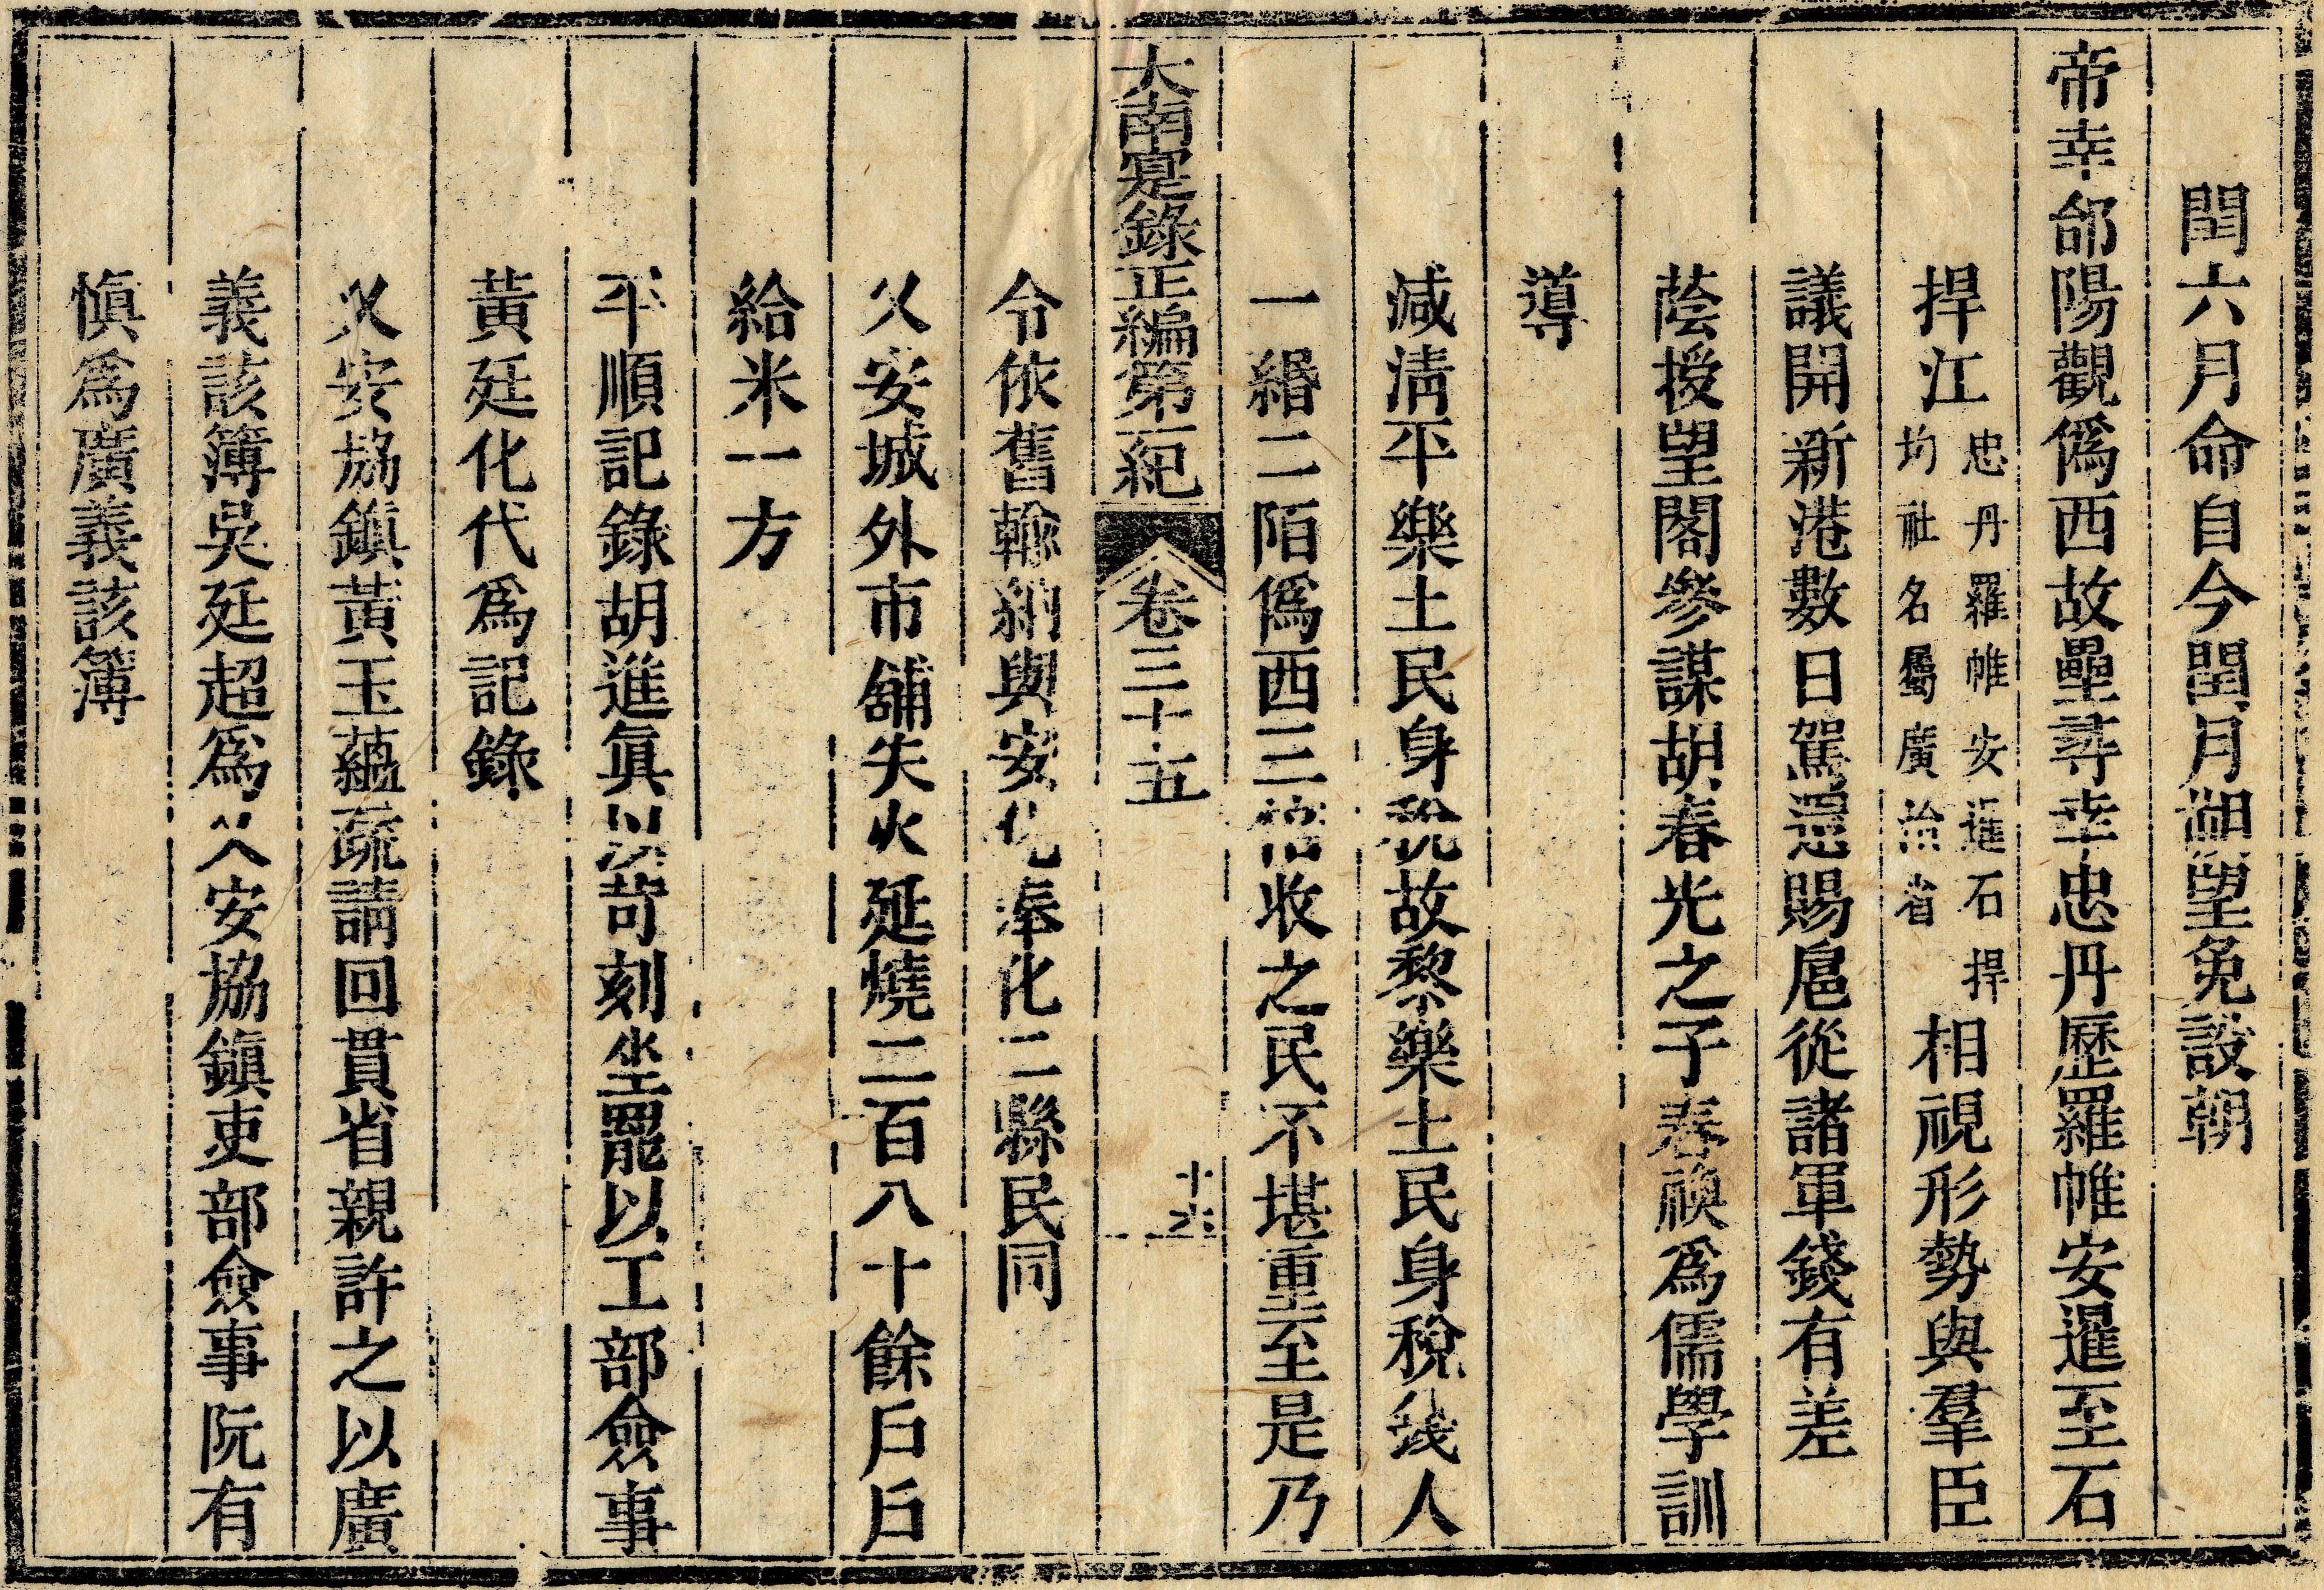 閏六月命自今閏月朔望免設朝
帝幸郃陽觀僞西故壘尋幸忠丹歷羅帷安暹至石
捍江忠丹羅帷安暹石捍均社名屬廣治省相視形勢與羣臣
議開新港數日駕還賜扈從諸軍錢有差
蔭授望閣參謀胡春光之子春煥爲儒學訓
導
減淸平樂土民身稅故黎樂土民身稅錢人
一緡二陌僞西三倍收之民不堪重至是乃
大南寔錄正編第一紀 卷三十五 十六
令依舊輸納與安化奉化二縣民同
乂安城外市舖失火延燒二百八十餘戶戶
給米一方
平順記錄胡進眞以苛刻坐罷以工部僉事
黃廷化代爲記錄
乂安協鎭黃玉蘊疏請回貫省親許之以廣
義該簿吳廷超爲乂安協鎭吏部僉事阮有
愼爲廣義該簿